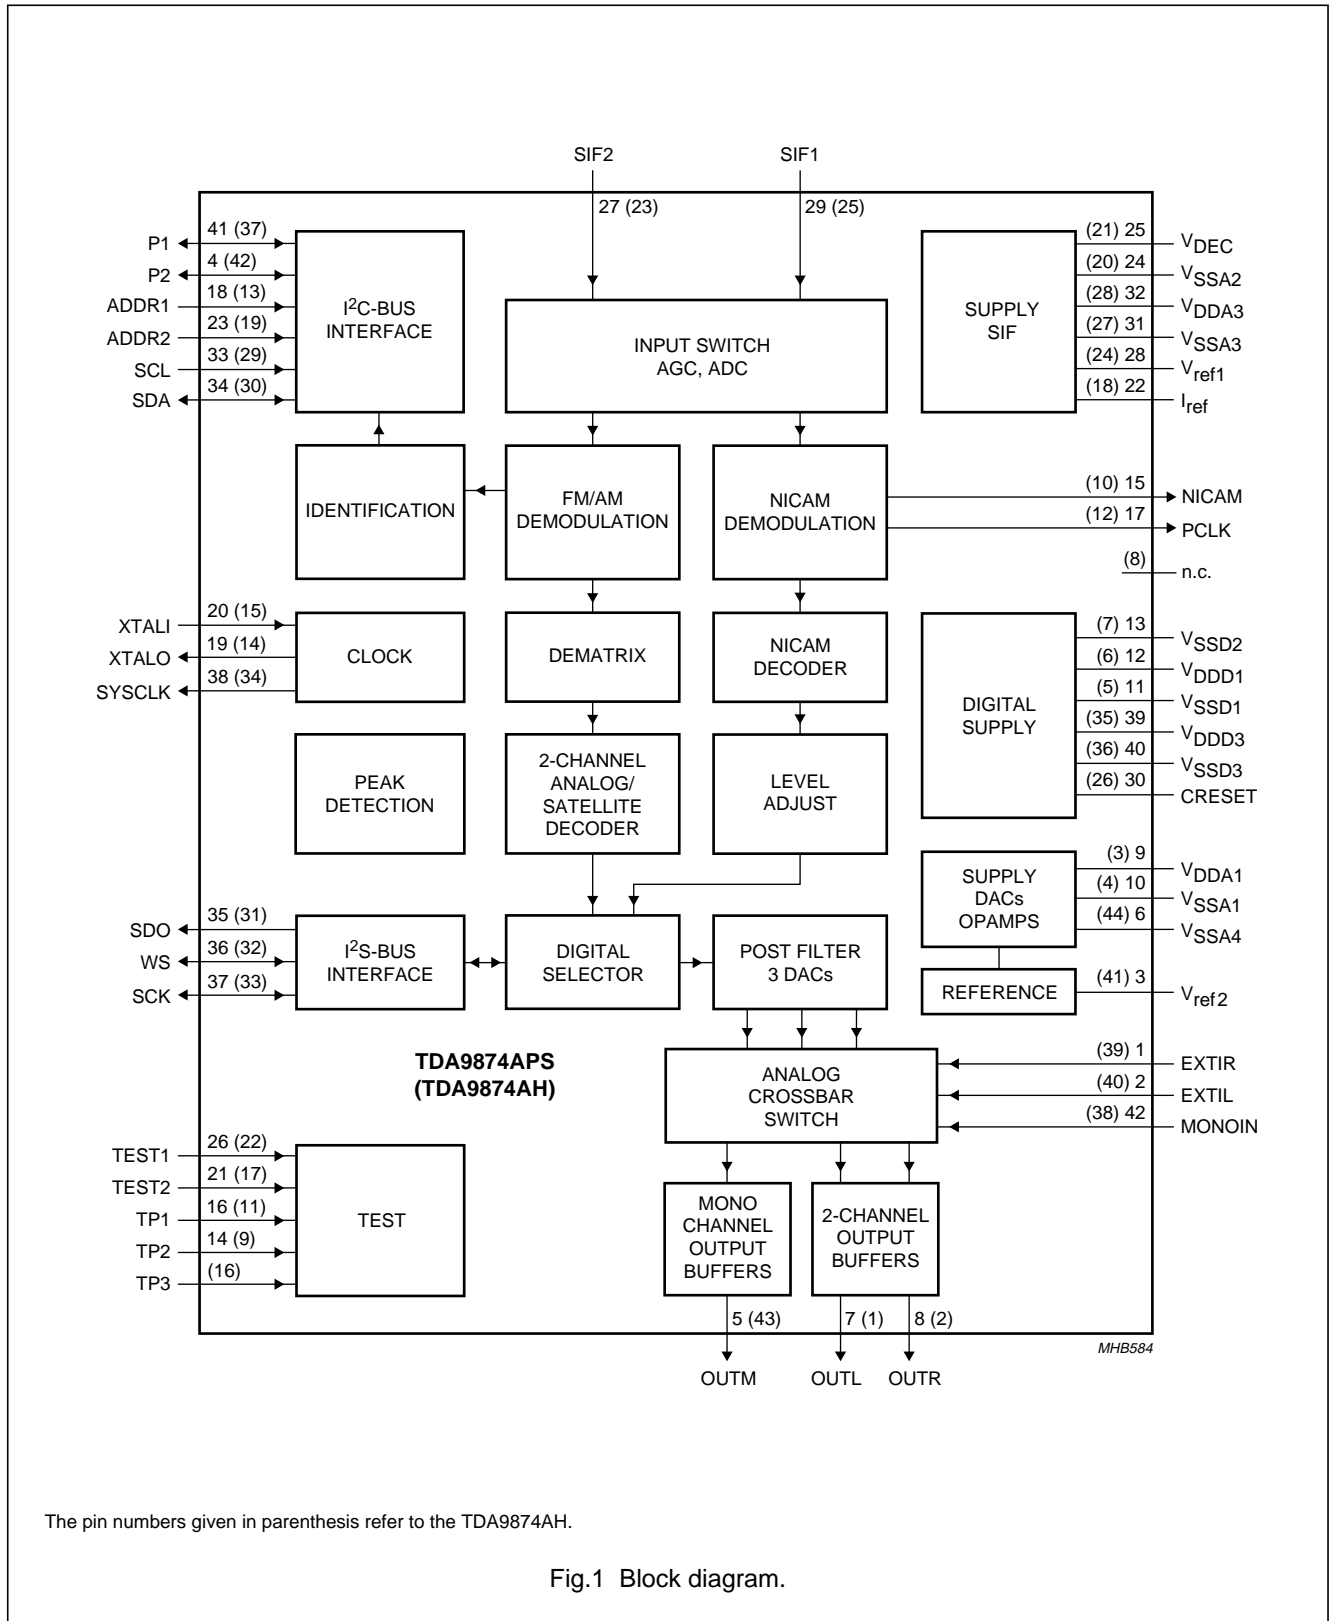 SIF2
SIF1
27 (23)
29 (25)
P1
41 (37)
P2
4 (42)
ADDR1
18 (13)
ADDR2
23 (19)
SCL
33 (29)
SDA
34 (30)
I2C-BUS
INTERFACE
INPUT SWITCH
AGC, ADC
SUPPLY
SIF
(21) 25
VDEC
(20) 24
VSSA2
(28) 32
VDDA3
(27) 31
VSSA3
(24) 28
Vref1
(18) 22
Iref
IDENTIFICATION
FM/AM
DEMODULATION
NICAM
DEMODULATION
(10) 15
NICAM
(12) 17
PCLK
(8)
n.c.
XTALI
20 (15)
XTALO
19 (14)
SYSCLK
38 (34)
CLOCK
DEMATRIX
NICAM
DECODER
DIGITAL
SUPPLY
(7) 13
VSSD2
(6) 12
VDDD1
(5) 11
VSSD1
(35) 39
VDDD3
(36) 40
VSSD3
(26) 30
CRESET
PEAK
DETECTION
2-CHANNEL
ANALOG/
SATELLITE
DECODER
LEVEL
ADJUST
SUPPLY
DACs
OPAMPS
(3) 9
VDDA1
(4) 10
VSSA1
(44) 6
VSSA4
SDO
35 (31)
WS
36 (32)
SCK
37 (33)
I2S-BUS
INTERFACE
DIGITAL
SELECTOR
POST FILTER
3 DACs
REFERENCE
(41) 3
Vref2
TDA9874APS
(TDA9874AH)
ANALOG
CROSSBAR
SWITCH
(39) 1
EXTIR
(40) 2
EXTIL
(38) 42
MONOIN
TEST1
26 (22)
TEST2
21 (17)
TP1
16 (11)
TP2
14 (9)
TP3
(16)
TEST
MONO
CHANNEL
OUTPUT
BUFFERS
2-CHANNEL
OUTPUT
BUFFERS
5 (43)
7 (1)
8 (2)
OUTM
OUTL
OUTR
MHB584
The pin numbers given in parenthesis refer to the TDA9874AH.
Fig.1 Block diagram.